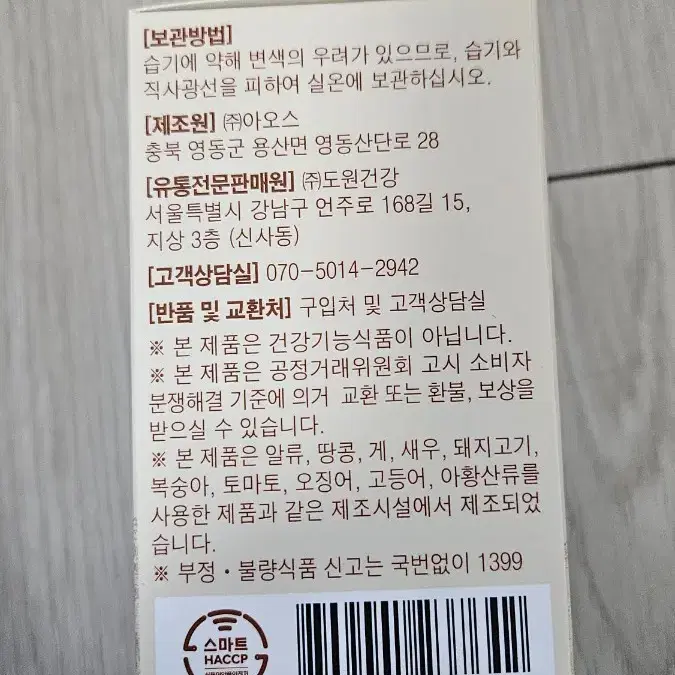 [보관방법]
습기에 약해 변색의 우려가 있으므로, 습기와
직사광선을 피하여 실온에 보관하십시오.
[제조원] ㈜아오스
충북 영동군 용산면 영동산단로 28
[유통전문판매원] ㈜도원건강
서울특별시 강남구 언주로 168길 15,
지상 3층 (신사동)
[고객상담실] 070-5014-2942
[반품 및 교환처] 구입처 및 고객상담실
※ 본 제품은 건강기능식품이 아닙니다.
※ 본 제품은 공정거래위원회 고시 소비자
분쟁해결 기준에 의거 교환 또는 환불, 보상을
받으실 수 있습니다.
※ 본 제품은 알류, 땅콩, 게, 새우, 돼지고기,
복숭아, 토마토, 오징어, 고등어, 아황산류를
사용한 제품과 같은 제조시설에서 제조되었
습니다.
※ 부정·불량식품 신고는 국번없이 1399
스마트
HACCP